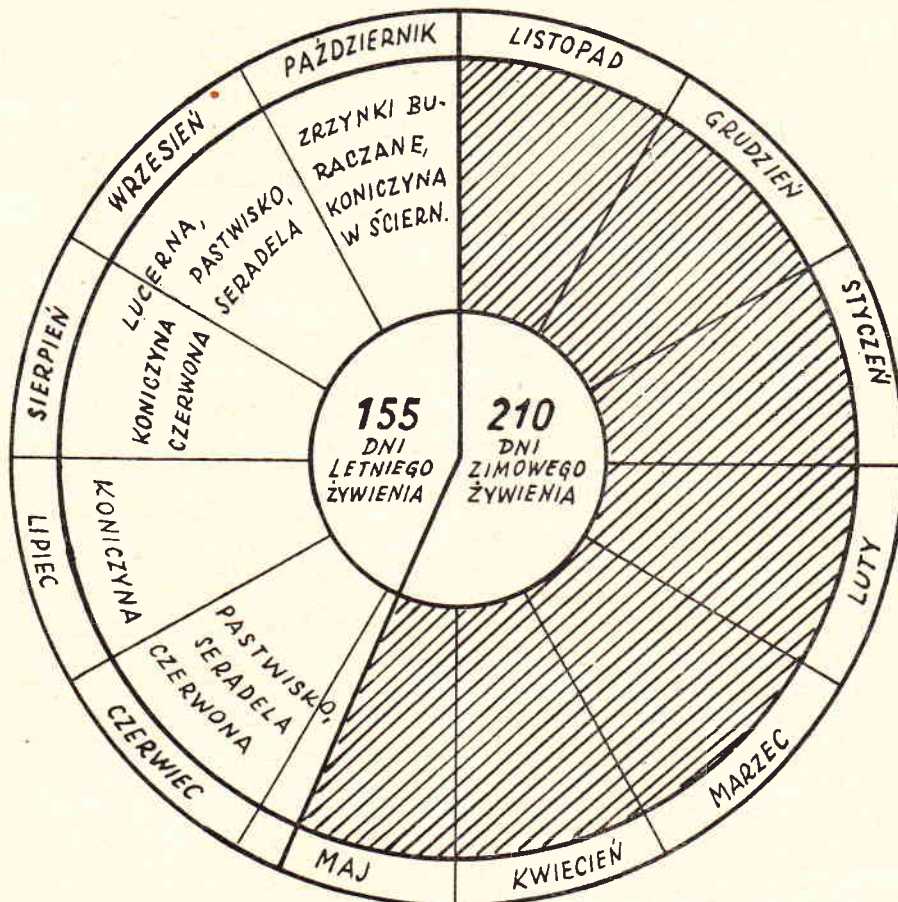 PAŹDZIERNIK
LISTOPAD
GRUDZIEŃ
STYCZEŃ
LUTY
MARZEC
KWIECIEŃ
MAJ
CZERWIEC
LIPIEC
SIERPIEŃ
WRZESIEŃ
ZRZYNKI BU-
RACZANE,
KONICZYNA
W ŚCIERN.
LUCERNA,
PASTWISKO,
SERADELA
KONICZYNA
CZERWONA
KONICZYNA
PASTWISKO,
SERADELA
CZERWONA
155
DNI
LETNIEGO
ŻYWIENIA
210
DNI
ZIMOWEGO
ŻYWIENIA